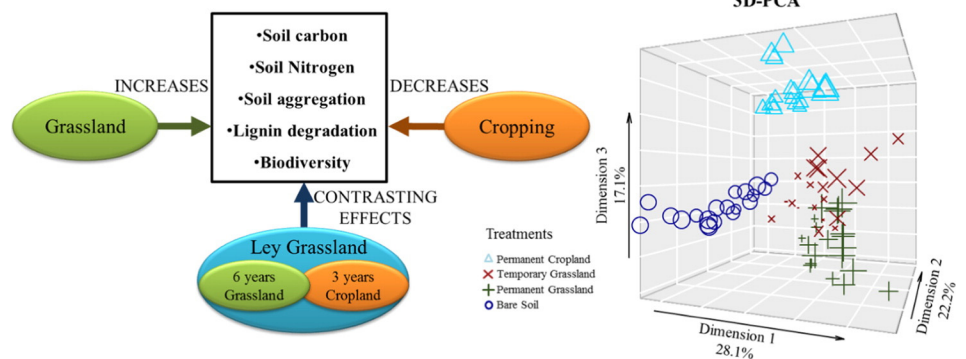 •Soil carbon
•Soil Nitrogen
•Soil aggregation
•Lignin degradation
•Biodiversity
INCREASES
DECREASES
Grassland
Cropping
CONTRASTING
EFFECTS
Ley Grassland
6 years
Grassland
3 years
Cropland
Treatments
Permanent Cropland
Temporary Grassland
Permanent Grassland
Bare Soil
3D-PCA
Dimension 3
17.1%
Dimension 1
28.1%
Dimension 2
22.2%